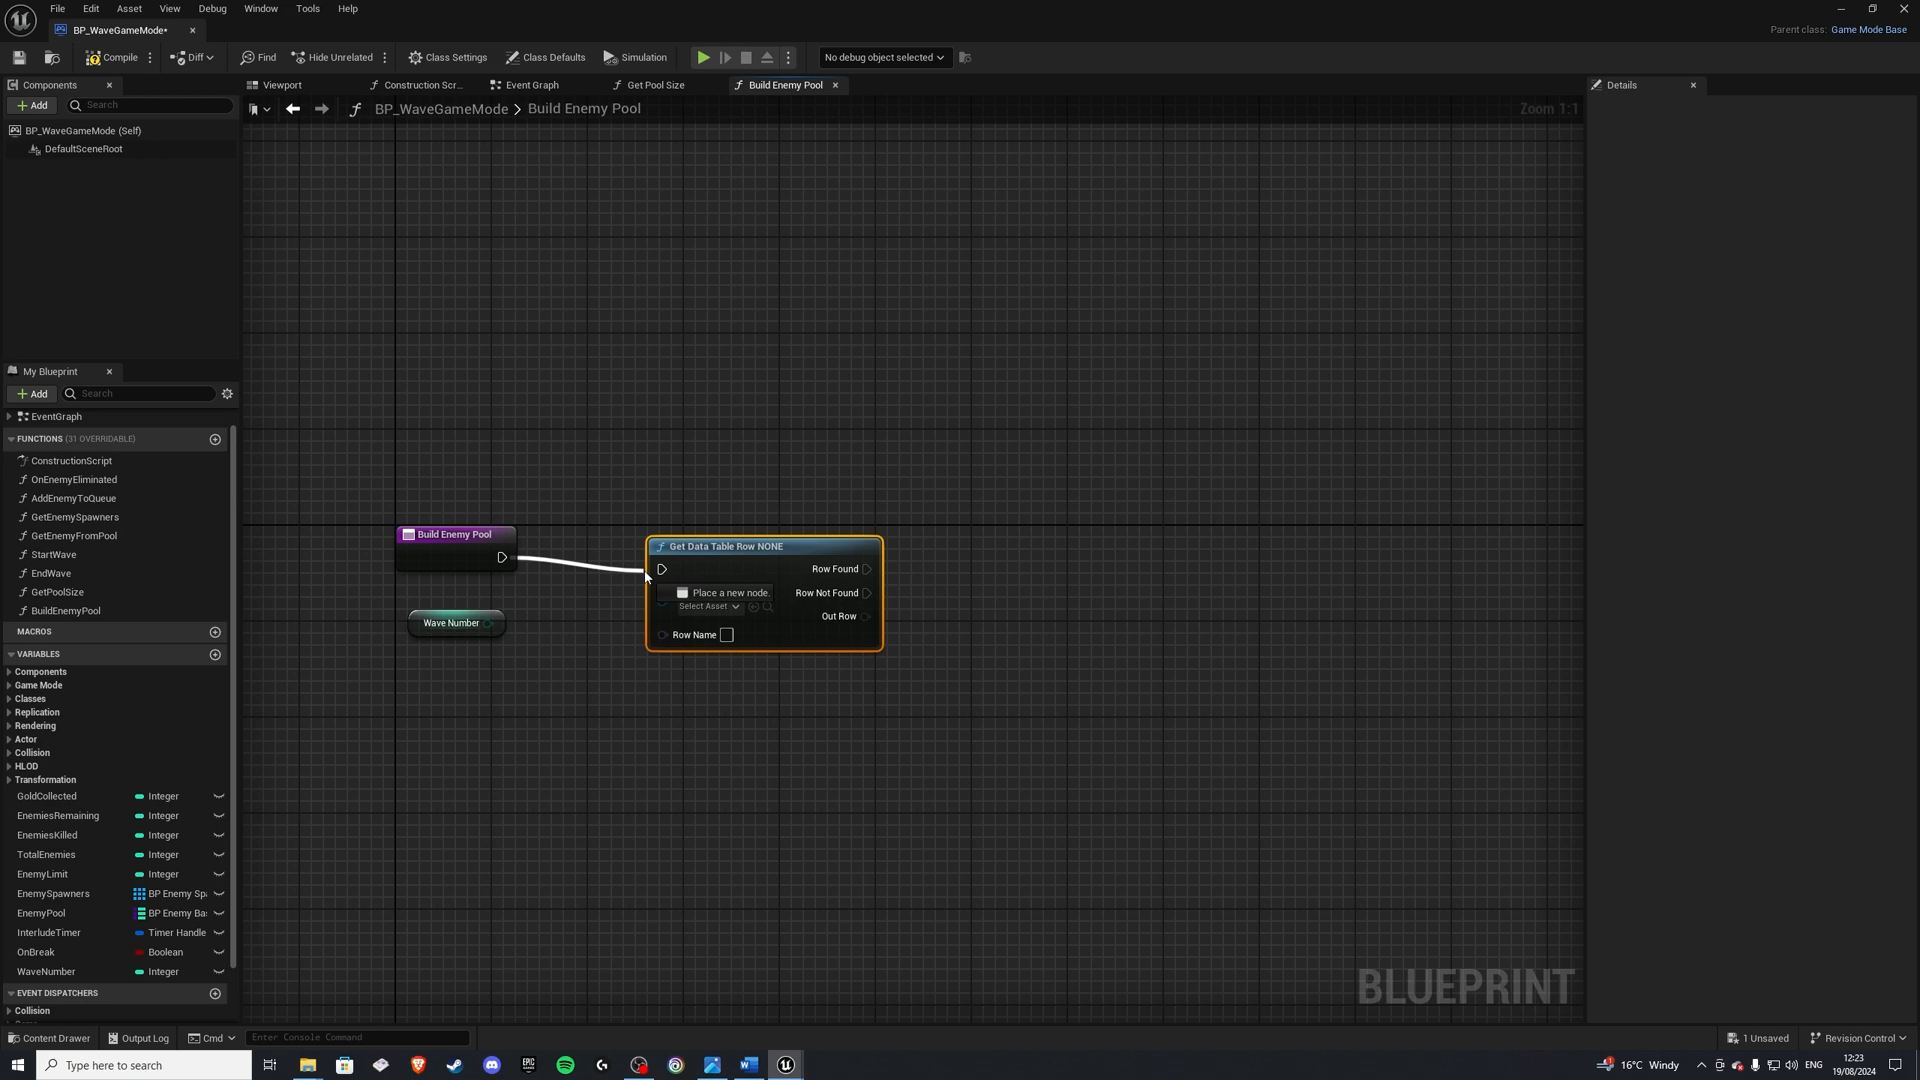 File Edit Asset View Debug Window Tools Help
BP_WaveGameMode*
Parent class: Game Mode Base
Compile Diff Find Hide Unrelated Class Settings Class Defaults Simulation No debug object selected
Components
Viewport Construction Scr... Event Graph Get Pool Size Build Enemy Pool
Details
Add Search
BP_WaveGameMode > Build Enemy Pool
Zoom 1:1
BP_WaveGameMode (Self)
DefaultSceneRoot
My Blueprint
Add Search
EventGraph
FUNCTIONS (31 OVERRIDABLE)
ConstructionScript
OnEnemyEliminated
AddEnemyToQueue
GetEnemySpawners
GetEnemyFromPool
StartWave
EndWave
GetPoolSize
BuildEnemyPool
MACROS
VARIABLES
Components
Game Mode
Classes
Replication
Rendering
Actor
Collision
HLOD
Transformation
GoldCollected Integer
EnemiesRemaining Integer
EnemiesKilled Integer
TotalEnemies Integer
EnemyLimit Integer
EnemySpawners BP Enemy Sp
EnemyPool BP Enemy Ba
InterludeTimer Timer Handle
OnBreak Boolean
WaveNumber Integer
EVENT DISPATCHERS
Collision
Build Enemy Pool
Wave Number
Get Data Table Row NONE
Row Found
Place a new node.
Row Not Found
Select Asset
Out Row
Row Name
BLUEPRINT
Content Drawer Output Log Cmd Enter Console Command
1 Unsaved Revision Control
Type here to search
16°C Windy
ENG
12:23
19/08/2024